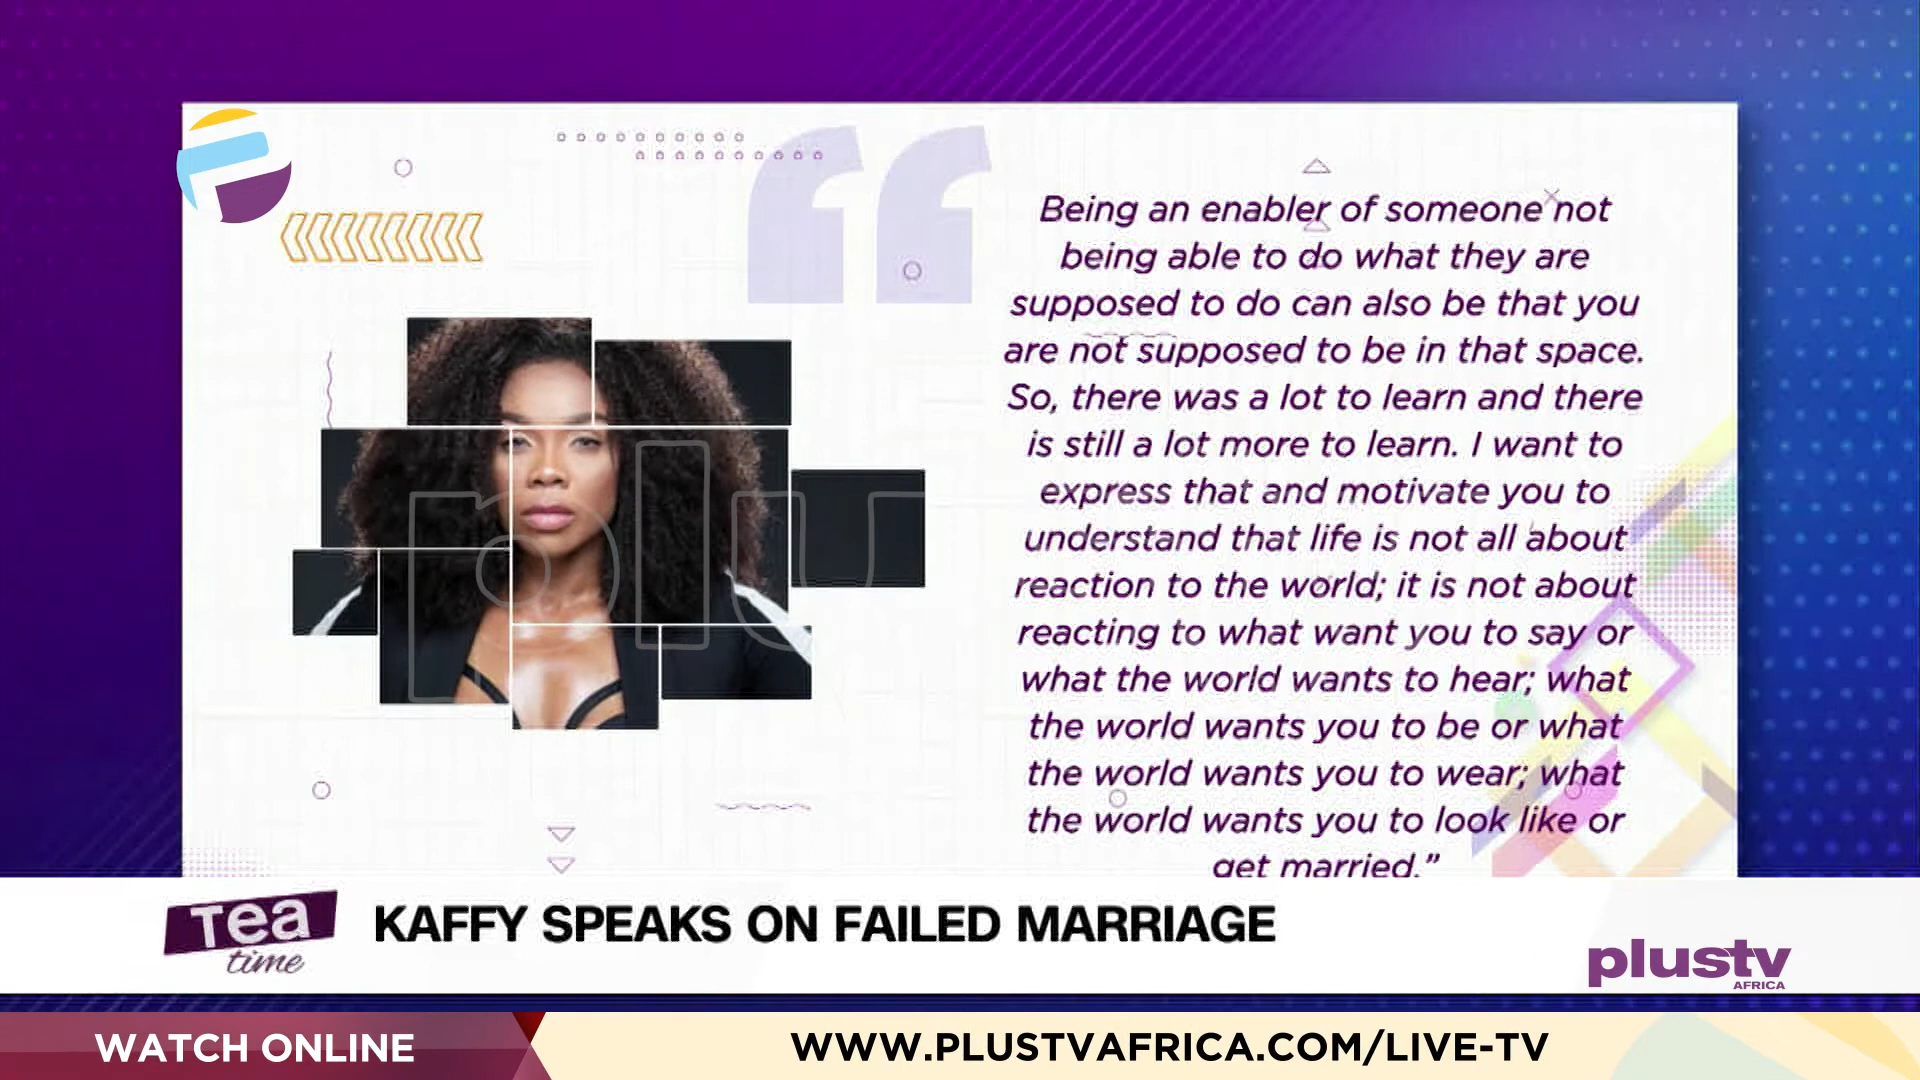 Being an enabler of someone not
being able to do what they are
supposed to do can also be that you
are not supposed to be in that space.
So, there was a lot to learn and there
is still a lot more to learn. I want to
express that and motivate you to
understand that life is not all about
reaction to the world; it is not about
reacting to what want you to say or
what the world wants to hear; what
the world wants you to be or what
the world wants you to wear; what
the world wants you to look like or
get married.”
plu
Tea
time
KAFFY SPEAKS ON FAILED MARRIAGE
plustv
AFRICA
WATCH ONLINE
WWW.PLUSTVAFRICA.COM/LIVE-TV